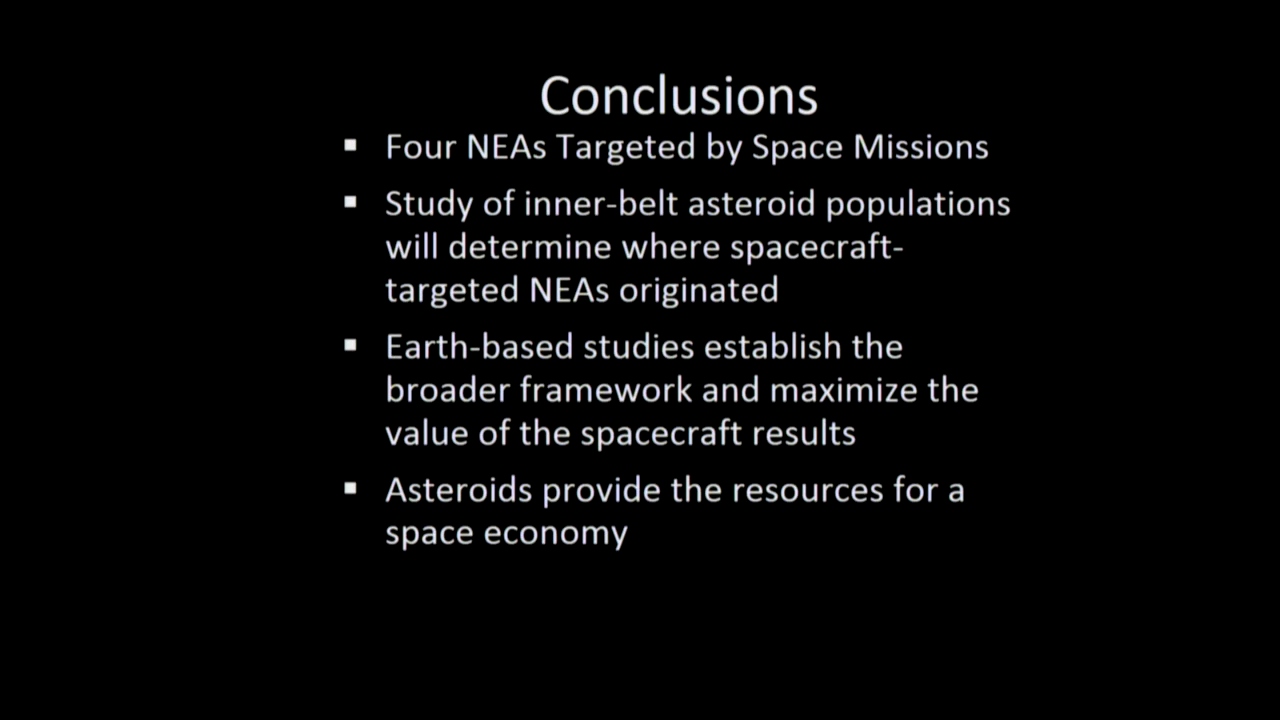 Conclusions
▪ Four NEAs Targeted by Space Missions
▪ Study of inner-belt asteroid populations
will determine where spacecraft-
targeted NEAs originated
▪ Earth-based studies establish the
broader framework and maximize the
value of the spacecraft results
▪ Asteroids provide the resources for a
space economy